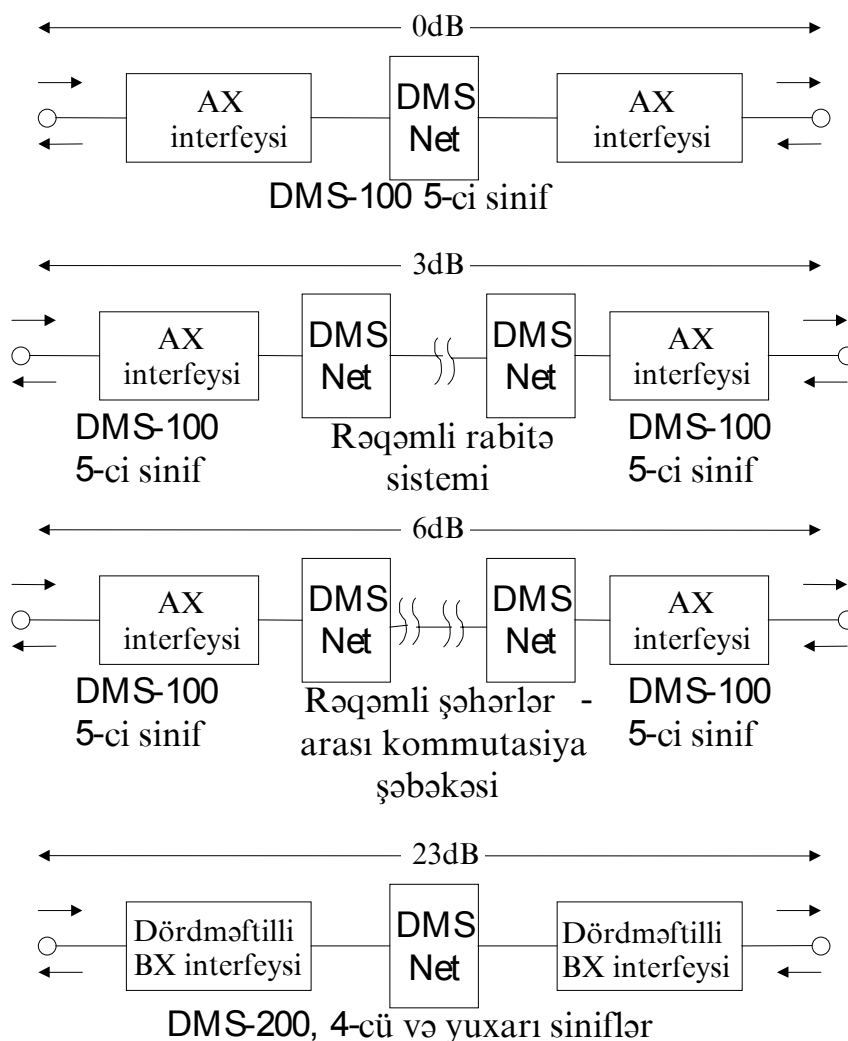 0dB
AX
interfeysi
DMS
Net
AX
interfeysi
DMS-100 5-ci sinif
3dB
AX
interfeysi
DMS
Net
DMS
Net
AX
interfeysi
DMS-100
5-ci sinif
Rəqəmli rabitə
sistemi
DMS-100
5-ci sinif
6dB
AX
interfeysi
DMS
Net
DMS
Net
AX
interfeysi
DMS-100
5-ci sinif
Rəqəmli şəhərlər -
arası kommutasiya
şəbəkəsi
DMS-100
5-ci sinif
23dB
Dördməftilli
BX interfeysi
DMS
Net
Dördməftilli
BX interfeysi
DMS-200, 4-cü və yuxarı siniflər